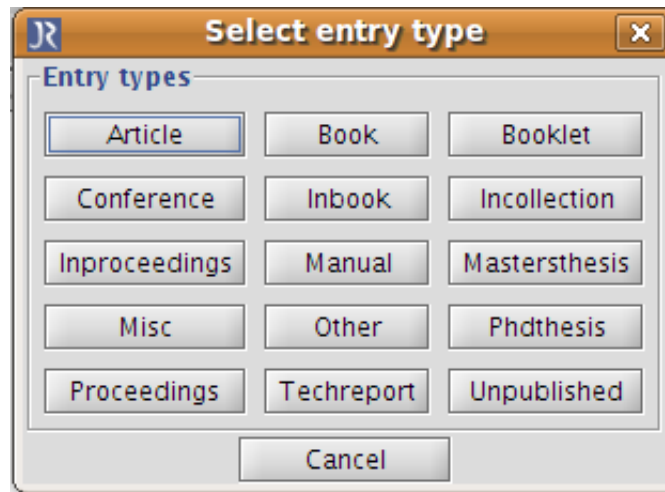 JR Select entry type
Entry types
Article Book Booklet
Conference Inbook Incollection
Inproceedings Manual Mastersthesis
Misc Other Phdthesis
Proceedings Techreport Unpublished
Cancel